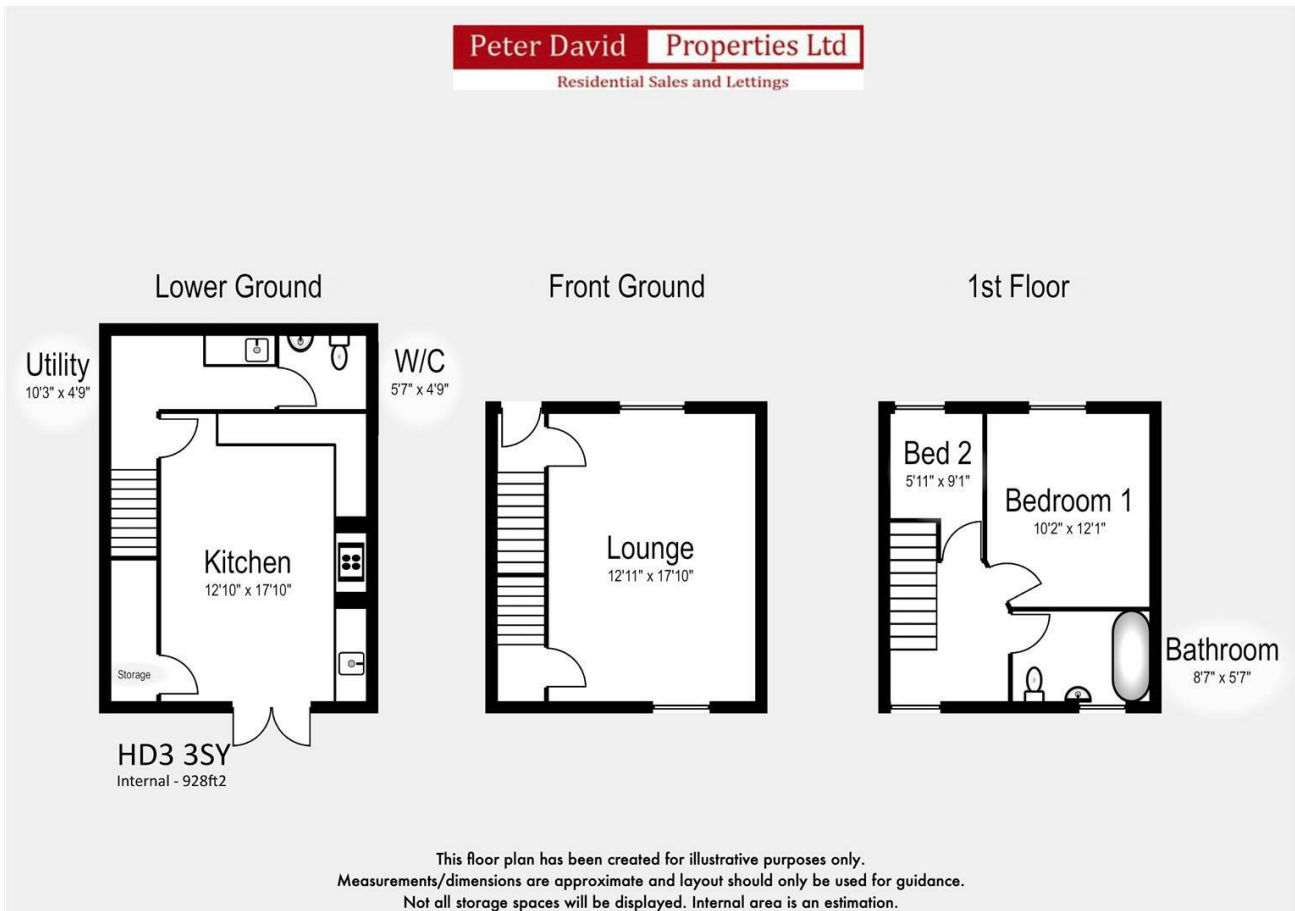 Peter David Properties Ltd
Residential Sales and Lettings
Lower Ground
Front Ground
1st Floor
Utility
10'3" x 4'9"
W/C
5'7" x 4'9"
Kitchen
12'10" x 17'10"
Storage
Lounge
12'11" x 17'10"
Bed 2
5'11" x 9'1"
Bedroom 1
10'2" x 12'1"
Bathroom
8'7" x 5'7"
HD3 3SY
Internal - 928ft2
This floor plan has been created for illustrative purposes only.
Measurements/dimensions are approximate and layout should only be used for guidance.
Not all storage spaces will be displayed. Internal area is an estimation.